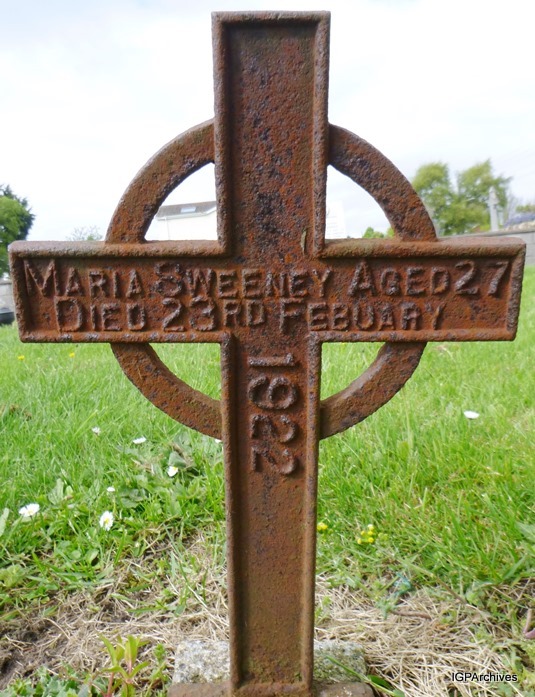 MARIA SWEENEY AGED 27
DIED 23RD FEBUARY
1922
IGPArchives